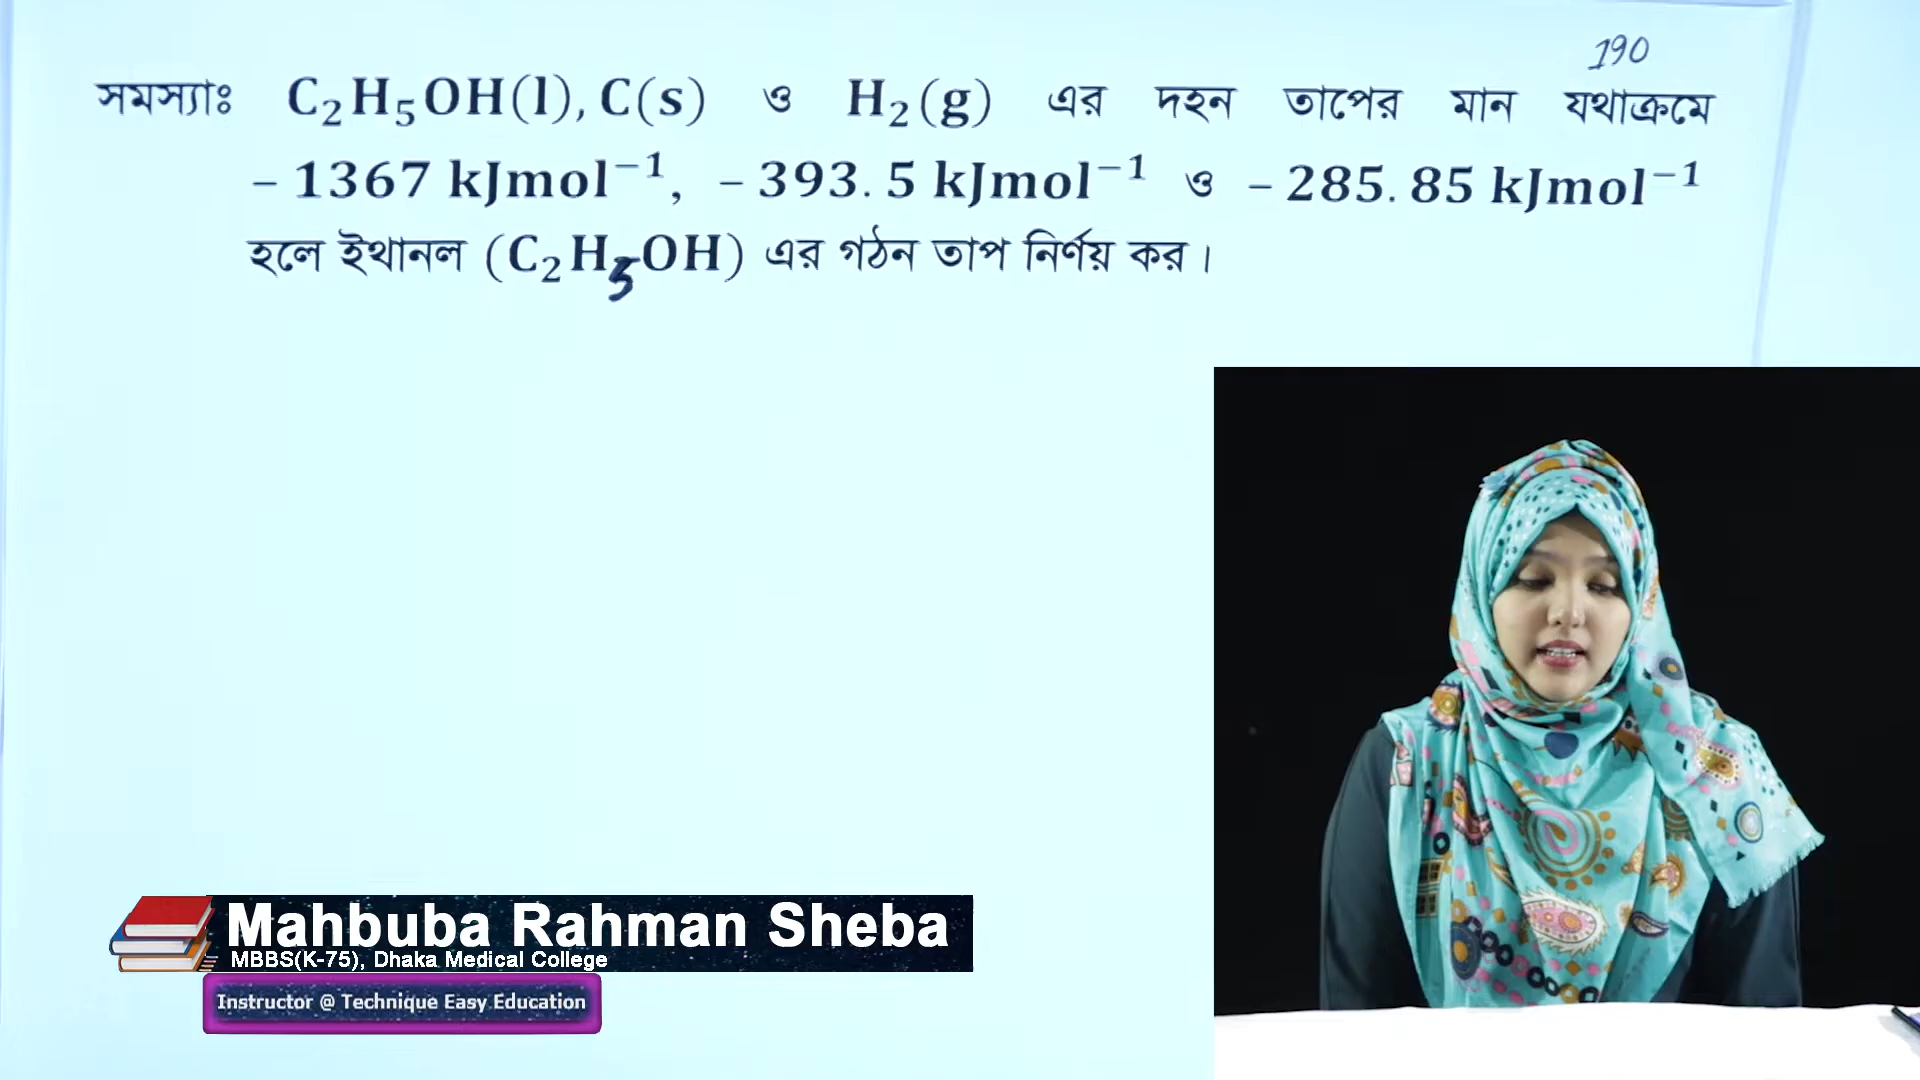 190
সমস্যাঃ C₂H₅OH(l), C(s) ও H₂(g) এর দহন তাপের মান যথাক্রমে
– 1367 kJmol⁻¹, – 393. 5 kJmol⁻¹ ও – 285. 85 kJmol⁻¹
হলে ইথানল (C₂H₅OH) এর গঠন তাপ নির্ণয় কর।
Mahbuba Rahman Sheba
MBBS(K-75), Dhaka Medical College
Instructor @ Technique Easy Education